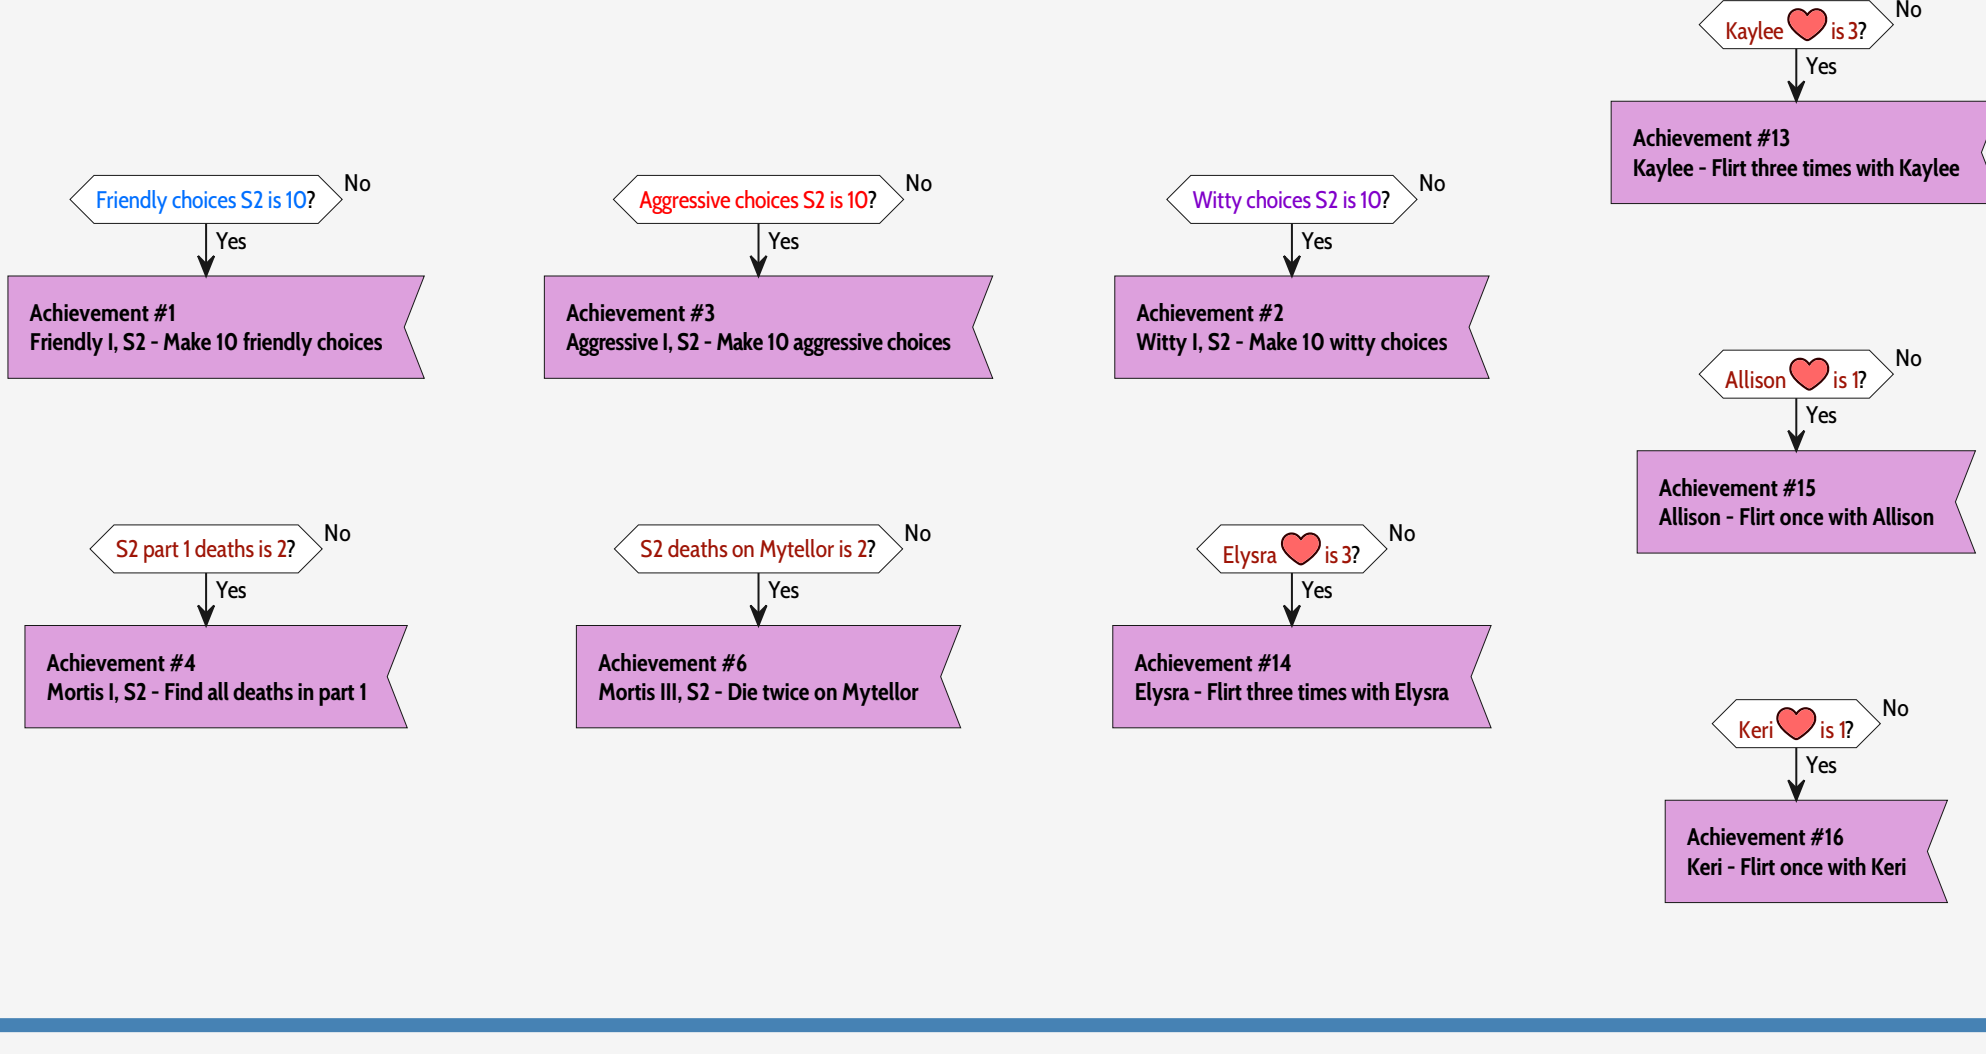 Kaylee is 3?
No
Yes
Achievement #13
Kaylee - Flirt three times with Kaylee
Friendly choices S2 is 10?
No
Yes
Achievement #1
Friendly I, S2 - Make 10 friendly choices
Aggressive choices S2 is 10?
No
Yes
Achievement #3
Aggressive I, S2 - Make 10 aggressive choices
Witty choices S2 is 10?
No
Yes
Achievement #2
Witty I, S2 - Make 10 witty choices
Allison is 1?
No
Yes
Achievement #15
Allison - Flirt once with Allison
S2 part 1 deaths is 2?
No
Yes
Achievement #4
Mortis I, S2 - Find all deaths in part 1
S2 deaths on Mytellor is 2?
No
Yes
Achievement #6
Mortis III, S2 - Die twice on Mytellor
Elysra is 3?
No
Yes
Achievement #14
Elysra - Flirt three times with Elysra
Keri is 1?
No
Yes
Achievement #16
Keri - Flirt once with Keri